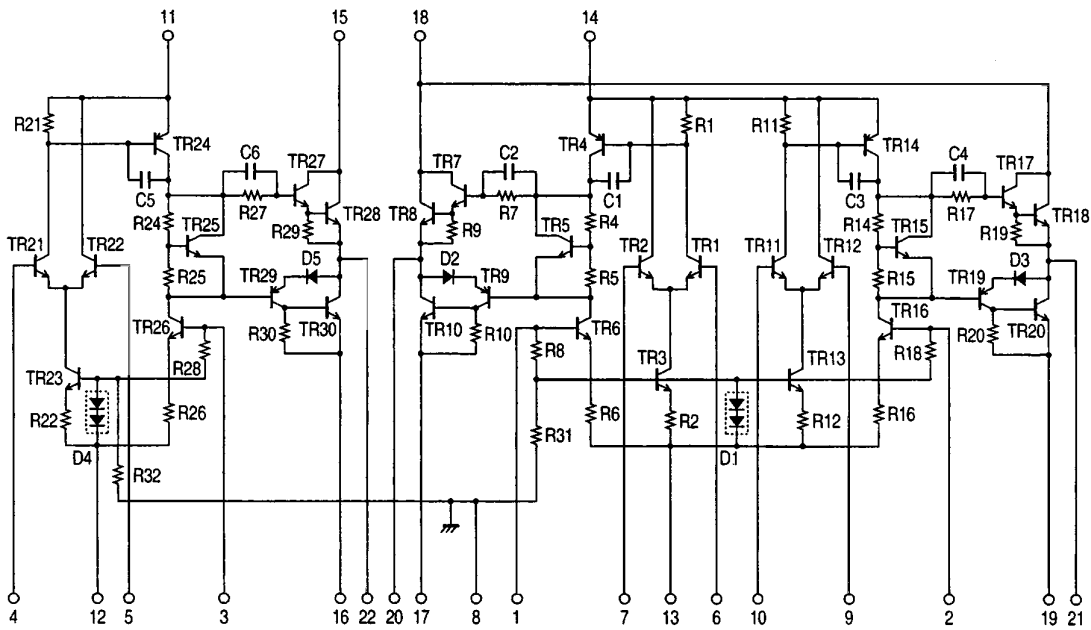 11
15
18
14
R21
TR24
C6
TR27
TR7
C2
TR4
R1
R11
TR14
C4
TR17
C5
R27
TR28
TR8
R7
C1
C3
R17
TR18
R24
TR25
R29
R9
TR5
R4
R14
TR15
R19
TR21
TR22
D5
D2
TR2
TR1
TR11
TR12
D3
R25
TR29
TR9
R5
R15
TR19
TR26
R30
TR30
TR10
R10
TR6
TR16
R20
TR20
R28
R8
R18
TR23
TR3
TR13
R22
R26
R6
R2
R12
R16
D4
R32
R31
D1
4
12
5
3
16
22
20
17
8
1
7
13
6
10
9
2
19
21